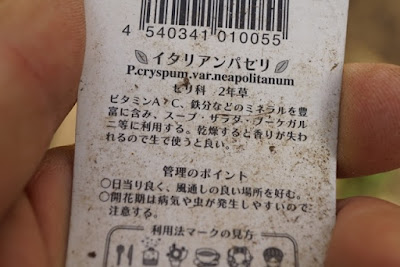 4 540341 010055
イタリアンパセリ
P.cryspum.var.neapolitanum
せり科 2年草
ビタミンA・C、鉄分などのミネラルを豊
富に含み、スープ・サラダ・ブーケガル
ニ等に利用する。乾燥すると香りが失わ
れるので生で使うと良い。
管理のポイント
○日当り良く、風通しの良い場所を好む。
○開花期は病気や虫が発生しやすいので
注意する。
利用法マークの見方